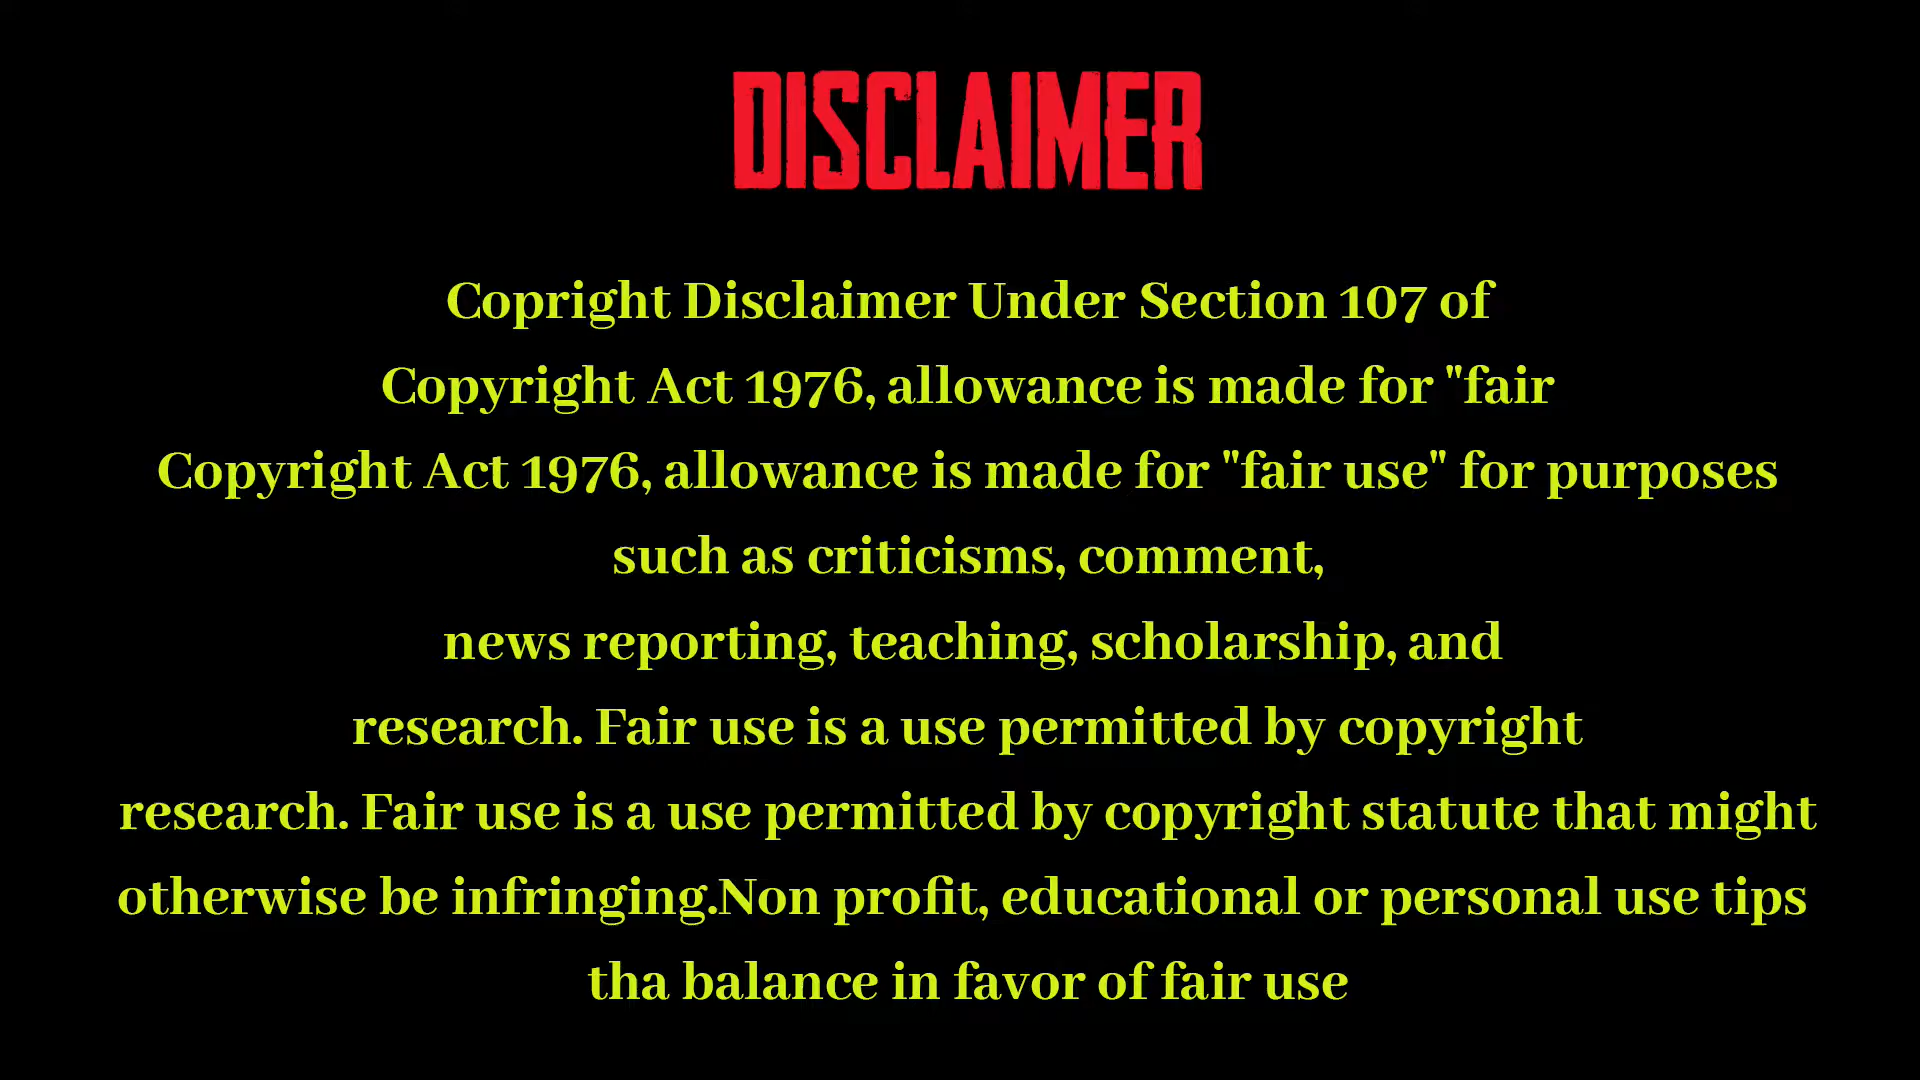 DISCLAIMER
Copright Disclaimer Under Section 107 of
Copyright Act 1976, allowance is made for "fair
Copyright Act 1976, allowance is made for "fair use" for purposes
such as criticisms, comment,
news reporting, teaching, scholarship, and
research. Fair use is a use permitted by copyright
research. Fair use is a use permitted by copyright statute that might
otherwise be infringing.Non profit, educational or personal use tips
tha balance in favor of fair use